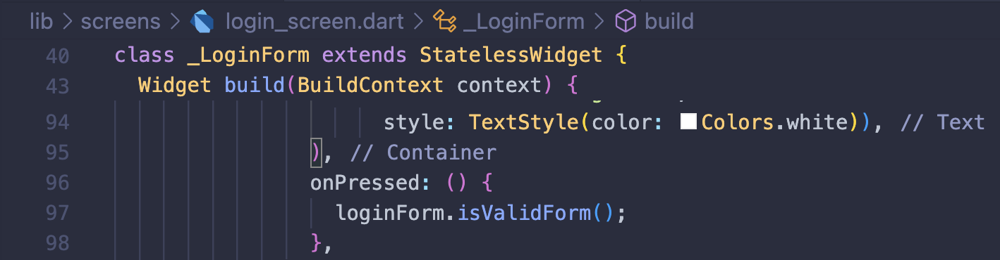 lib > screens > login_screen.dart > _LoginForm > build
40 class _LoginForm extends StatelessWidget {
43 Widget build(BuildContext context) {
94 style: TextStyle(color: Colors.white)), // Text
95 ), // Container
96 onPressed: () {
97 loginForm.isValidForm();
98 },